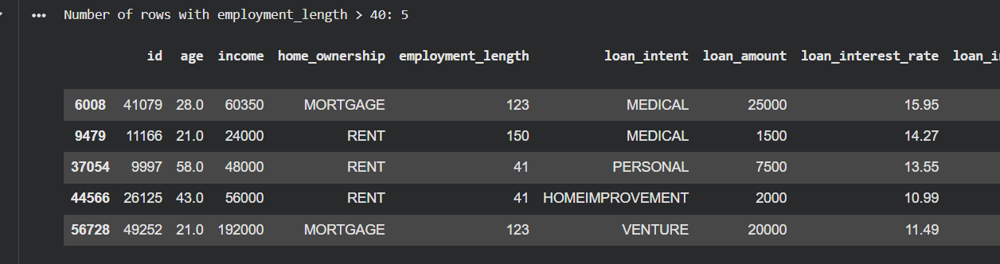 Number of rows with employment_length > 40: 5
id age income home_ownership employment_length loan_intent loan_amount loan_interest_rate loan_i
6008 41079 28.0 60350 MORTGAGE 123 MEDICAL 25000 15.95
9479 11166 21.0 24000 RENT 150 MEDICAL 1500 14.27
37054 9997 58.0 48000 RENT 41 PERSONAL 7500 13.55
44566 26125 43.0 56000 RENT 41 HOMEIMPROVEMENT 2000 10.99
56728 49252 21.0 192000 MORTGAGE 123 VENTURE 20000 11.49